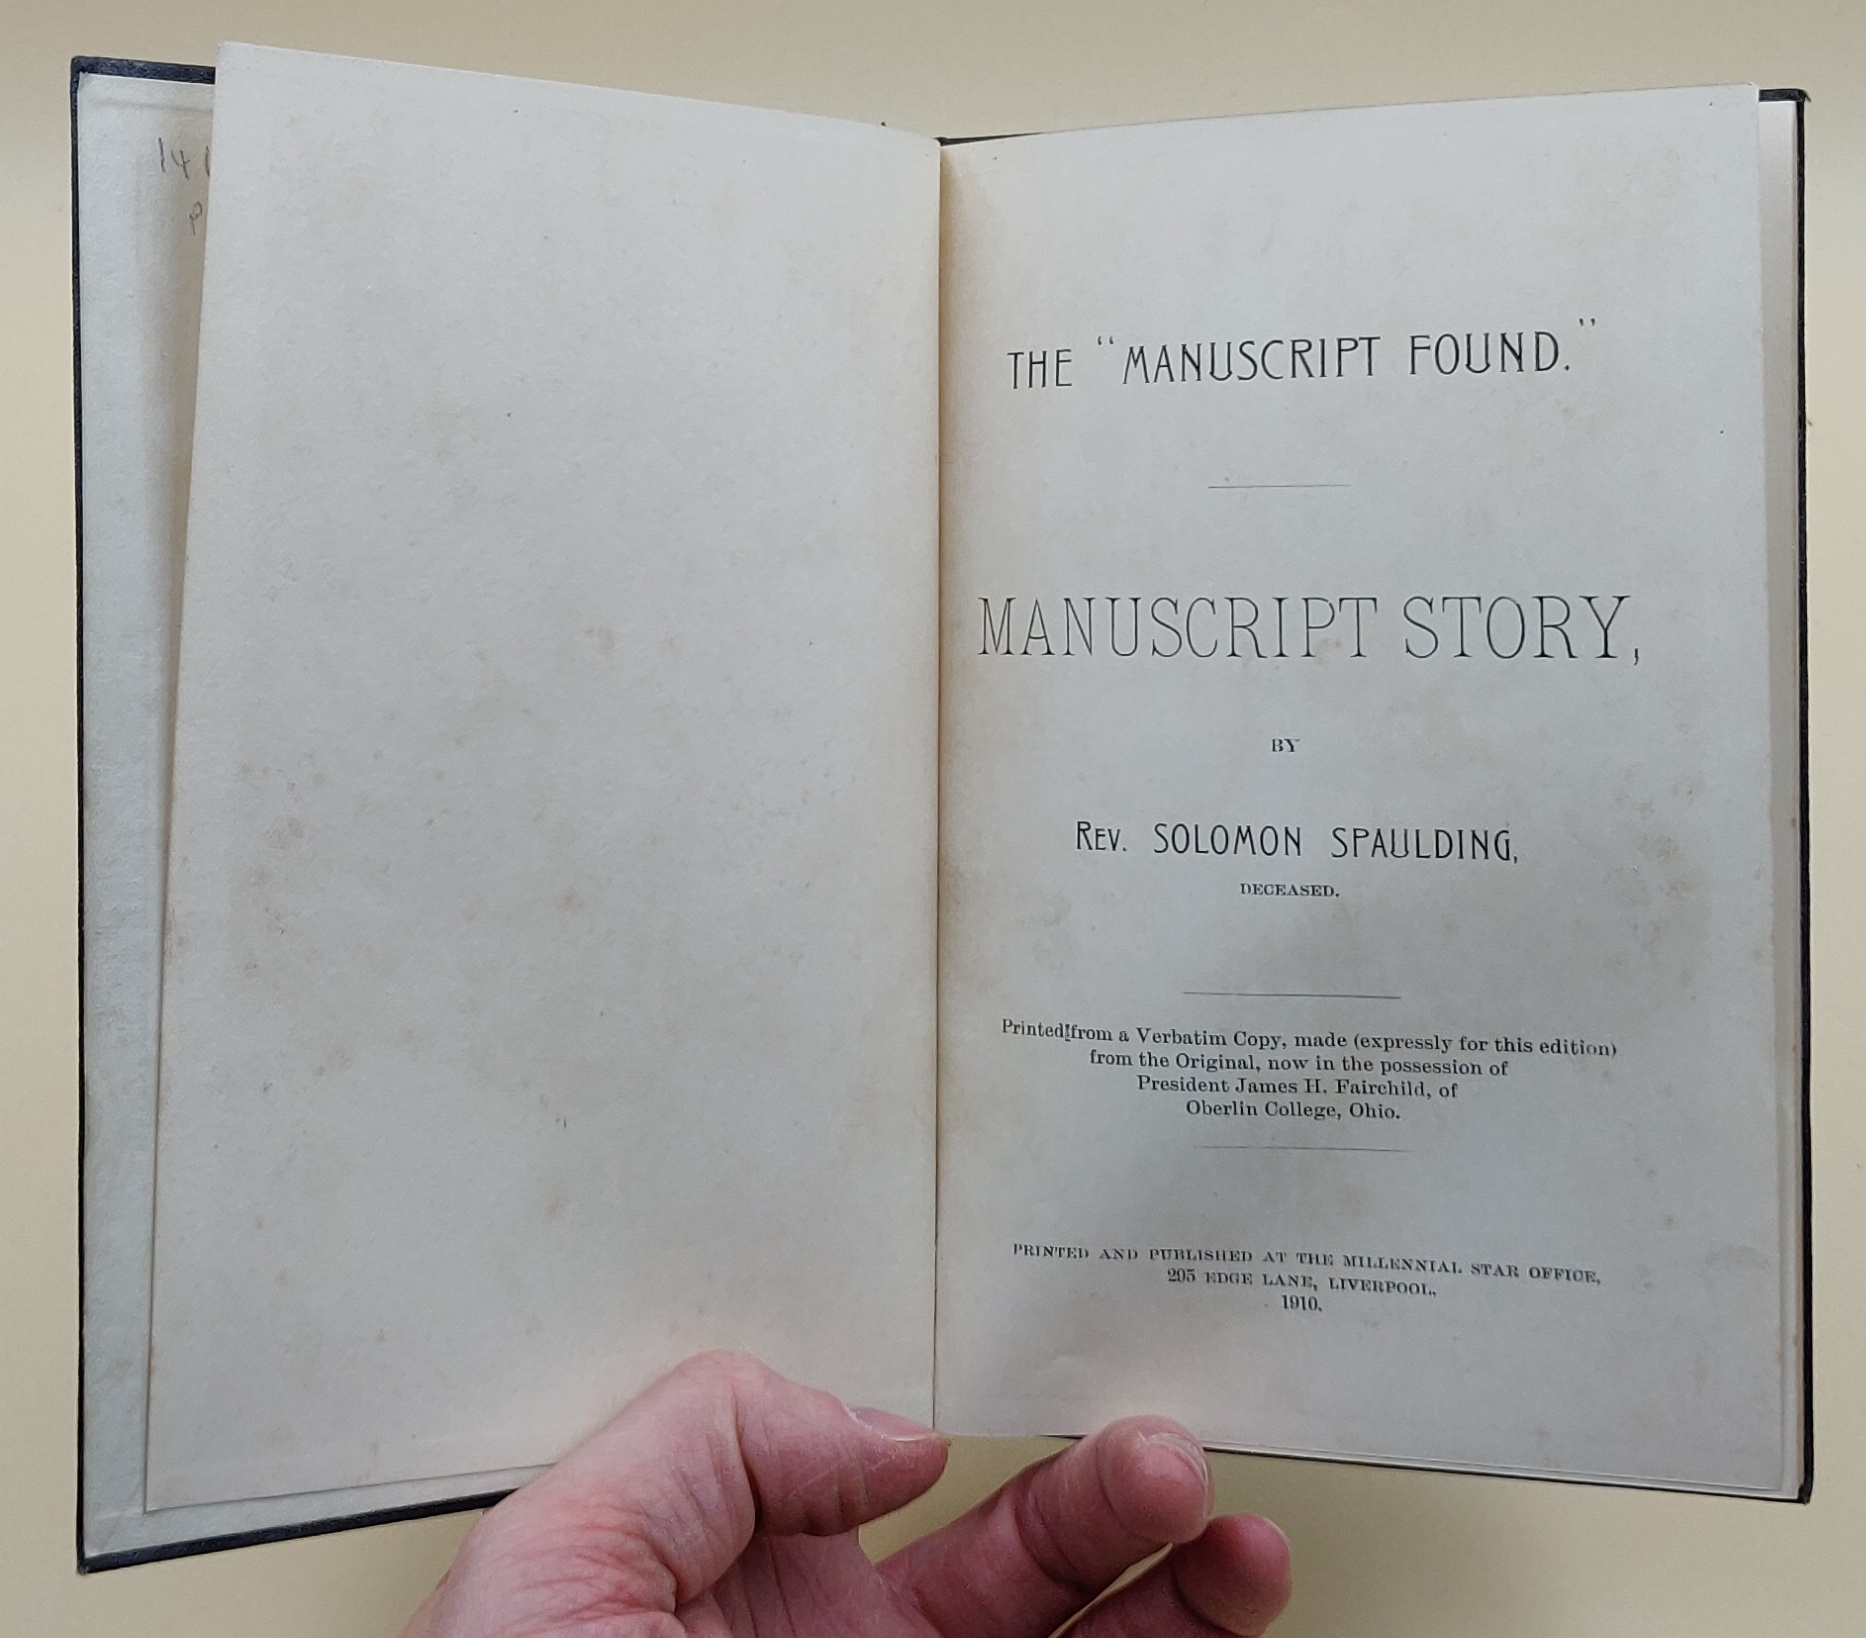 14
P
THE "MANUSCRIPT FOUND."
MANUSCRIPT STORY,
BY
REV. SOLOMON SPAULDING,
DECEASED.
Printed from a Verbatim Copy, made (expressly for this edition)
from the Original, now in the possession of
President James H. Fairchild, of
Oberlin College, Ohio.
PRINTED AND PUBLISHED AT THE MILLENNIAL STAR OFFICE,
295 EDGE LANE, LIVERPOOL,
1910.